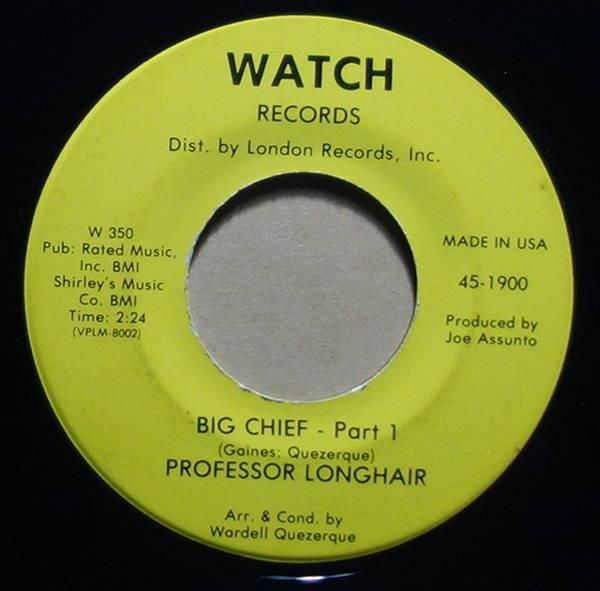 WATCH
RECORDS
Dist. by London Records, Inc.
W 350
Pub: Rated Music,
Inc. BMI
Shirley's Music
Co. BMI
Time: 2:24
(VPLM-8002)
MADE IN USA
45-1900
Produced by
Joe Assunto
BIG CHIEF - Part 1
(Gaines; Quezerque)
PROFESSOR LONGHAIR
Arr. & Cond. by
Wardell Quezerque